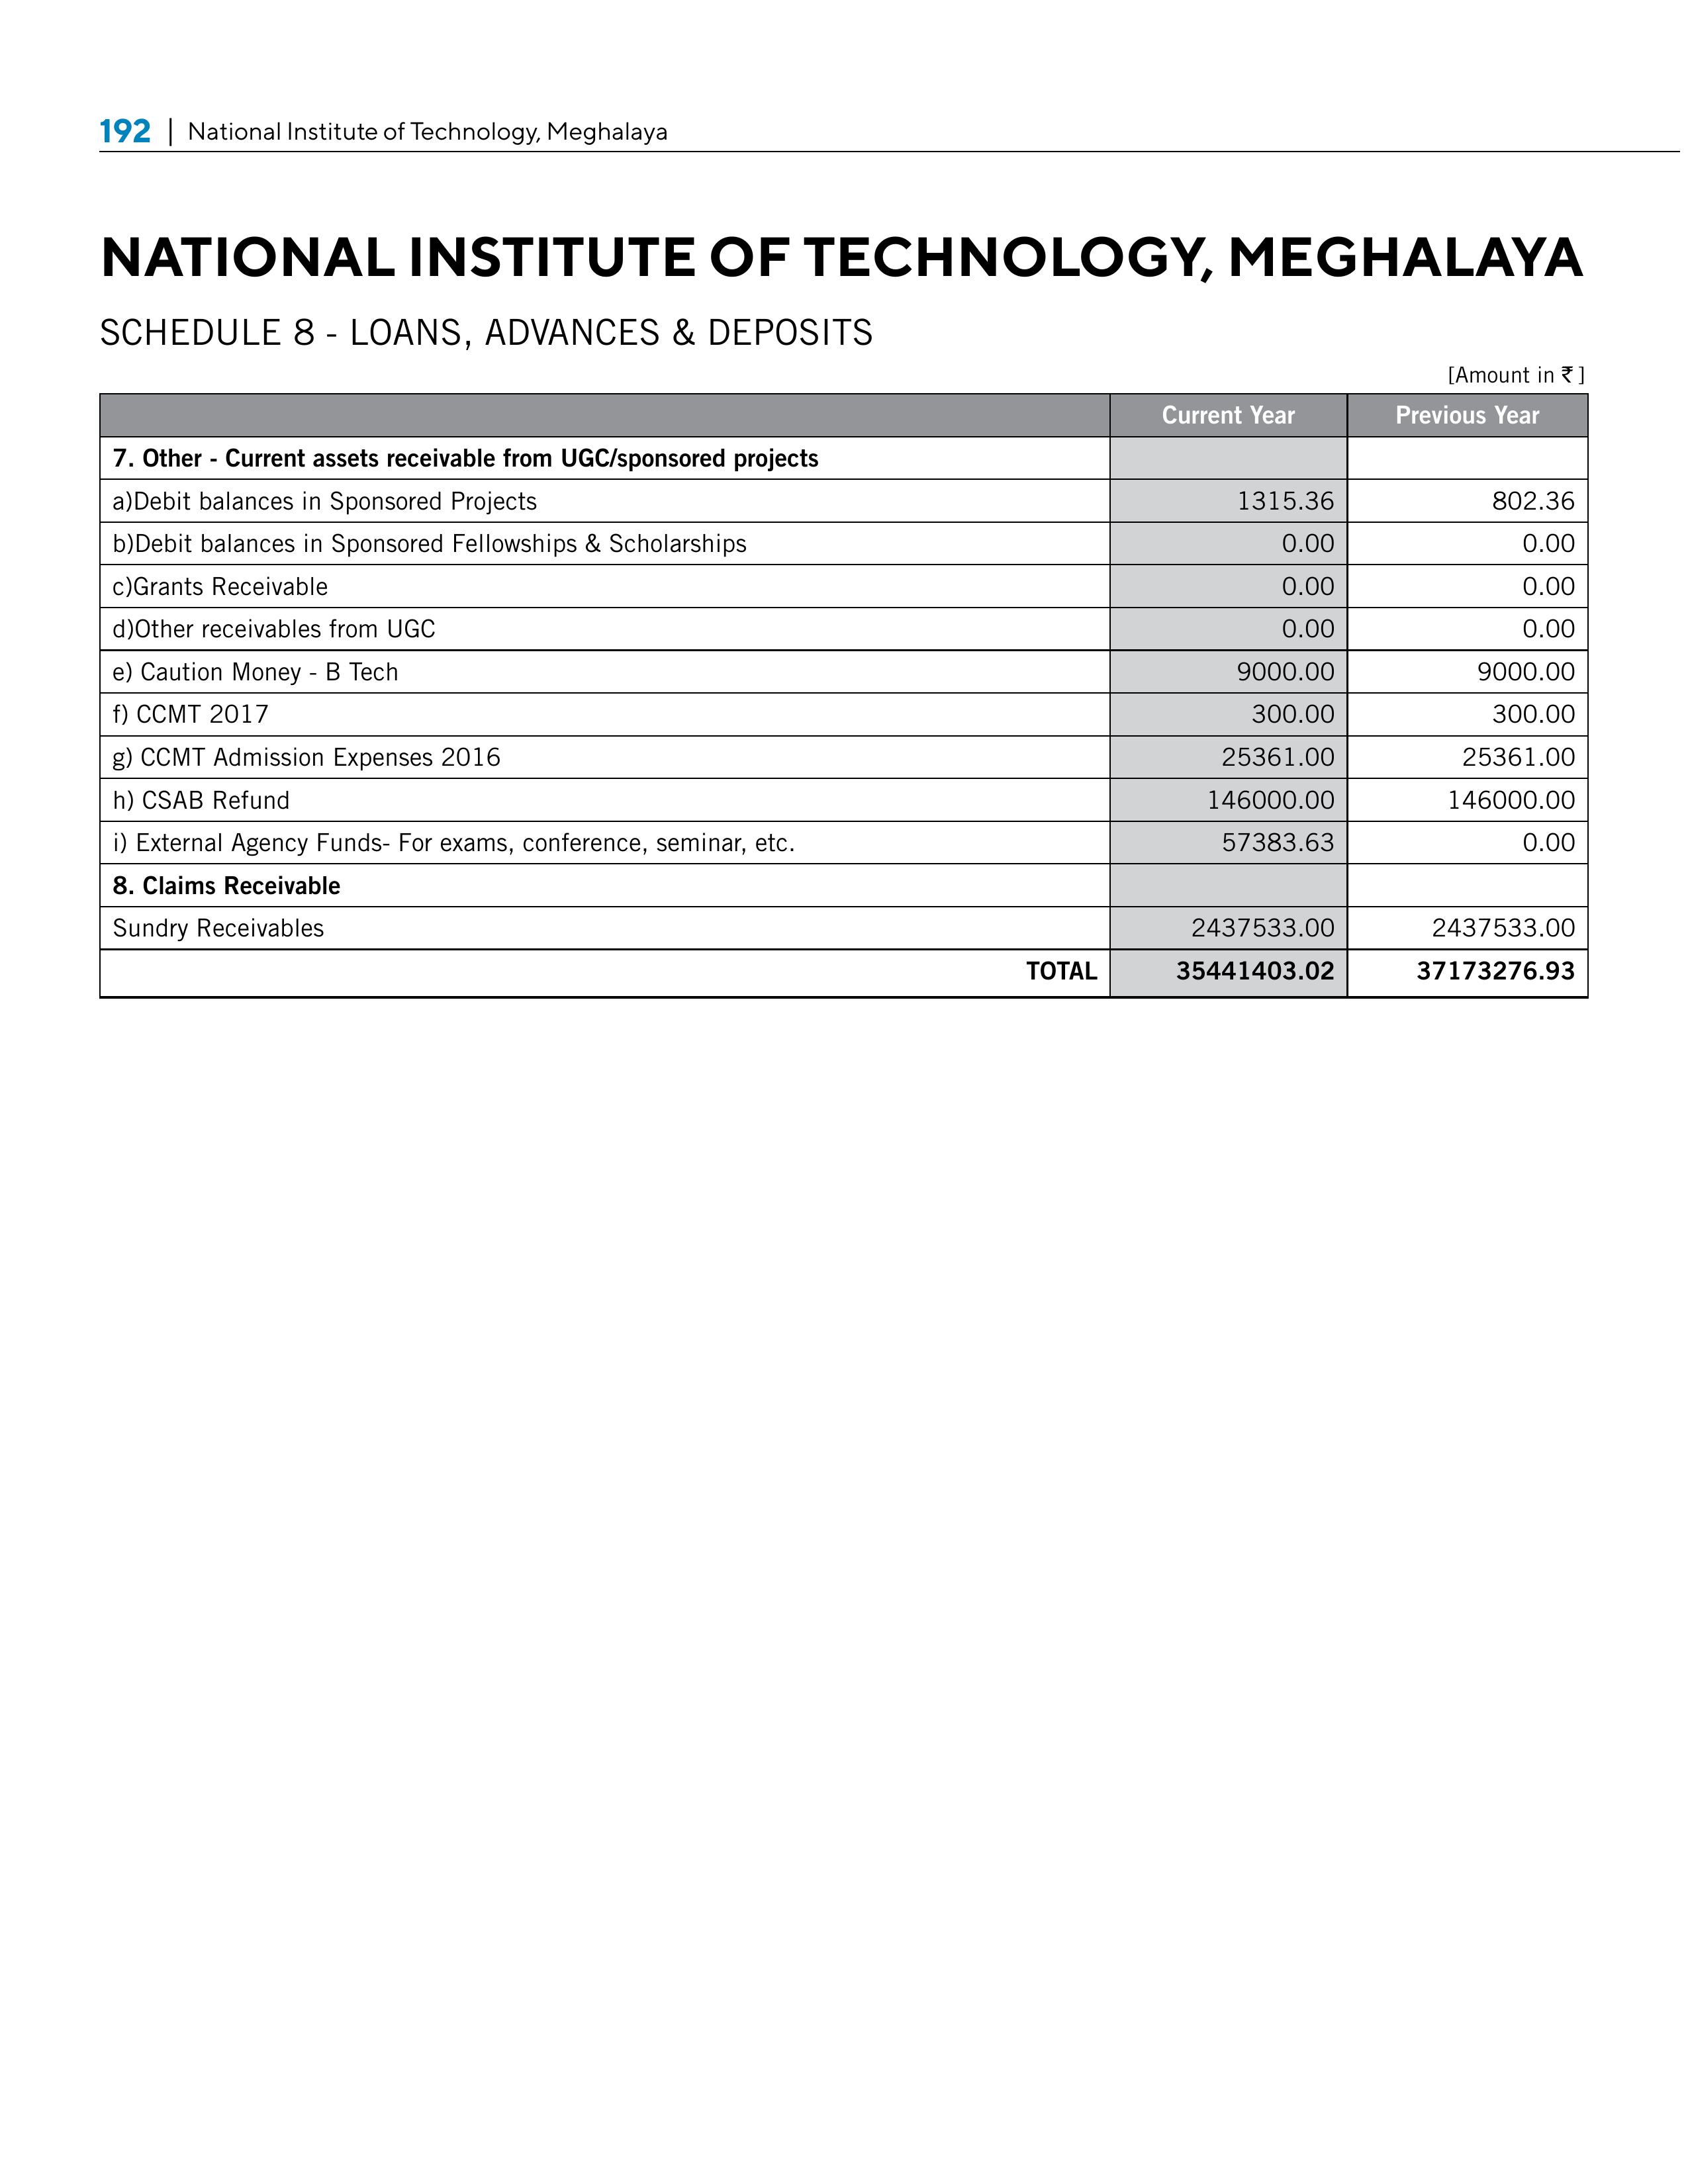 192 | National Institute of Technology, Meghalaya
NATIONAL INSTITUTE OF TECHNOLOGY, MEGHALAYA
SCHEDULE 8 - LOANS, ADVANCES & DEPOSITS
[Amount in ₹ ]
Current Year Previous Year
7. Other - Current assets receivable from UGC/sponsored projects
a)Debit balances in Sponsored Projects 1315.36 802.36
b)Debit balances in Sponsored Fellowships & Scholarships 0.00 0.00
c)Grants Receivable 0.00 0.00
d)Other receivables from UGC 0.00 0.00
e) Caution Money - B Tech 9000.00 9000.00
f) CCMT 2017 300.00 300.00
g) CCMT Admission Expenses 2016 25361.00 25361.00
h) CSAB Refund 146000.00 146000.00
i) External Agency Funds- For exams, conference, seminar, etc. 57383.63 0.00
8. Claims Receivable
Sundry Receivables 2437533.00 2437533.00
TOTAL 35441403.02 37173276.93